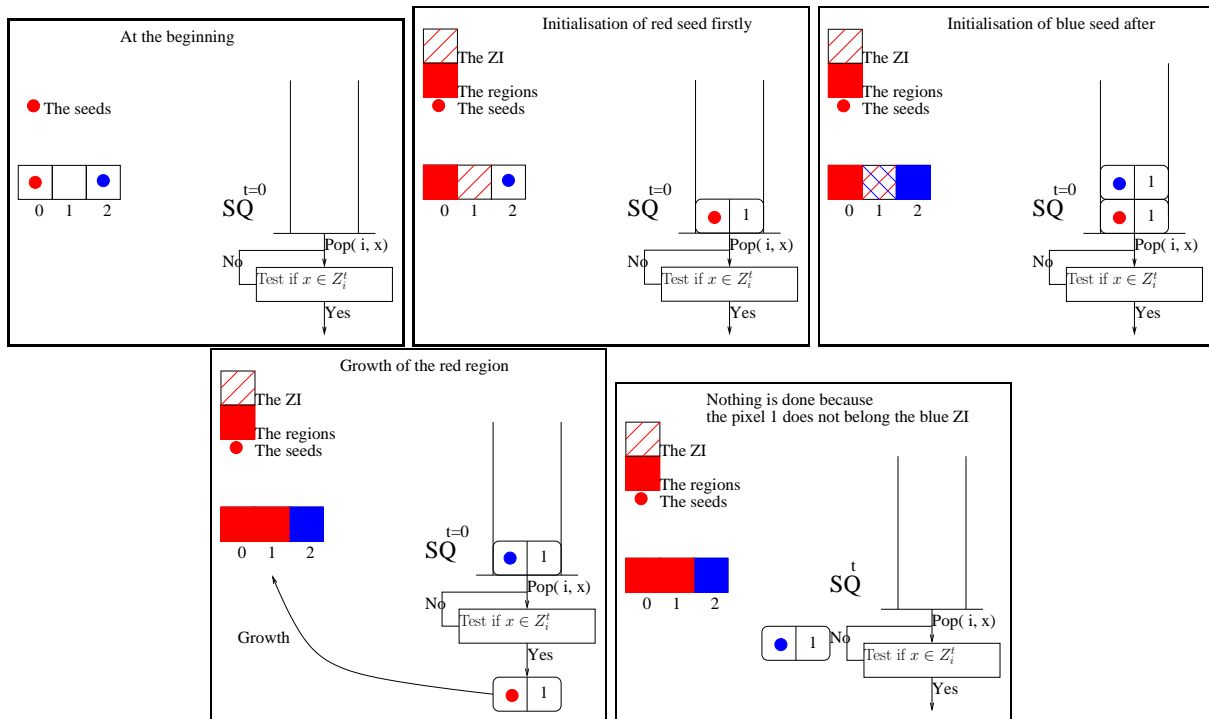 At the beginning
The seeds
0 1 2
t=0
SQ
Pop( i, x)
No
Test if x ∈ Z_i^t
Yes
Initialisation of red seed firstly
The ZI
The regions
The seeds
0 1 2
t=0
SQ
1
Pop( i, x)
No
Test if x ∈ Z_i^t
Yes
Initialisation of blue seed after
The ZI
The regions
The seeds
0 1 2
t=0
SQ
1
1
Pop( i, x)
No
Test if x ∈ Z_i^t
Yes
Growth of the red region
The ZI
The regions
The seeds
0 1 2
t=0
SQ
1
Pop( i, x)
No
Test if x ∈ Z_i^t
Growth
Yes
1
Nothing is done because
the pixel 1 does not belong the blue ZI
The ZI
The regions
The seeds
0 1 2
t
SQ
Pop( i, x)
1
No
Test if x ∈ Z_i^t
Yes